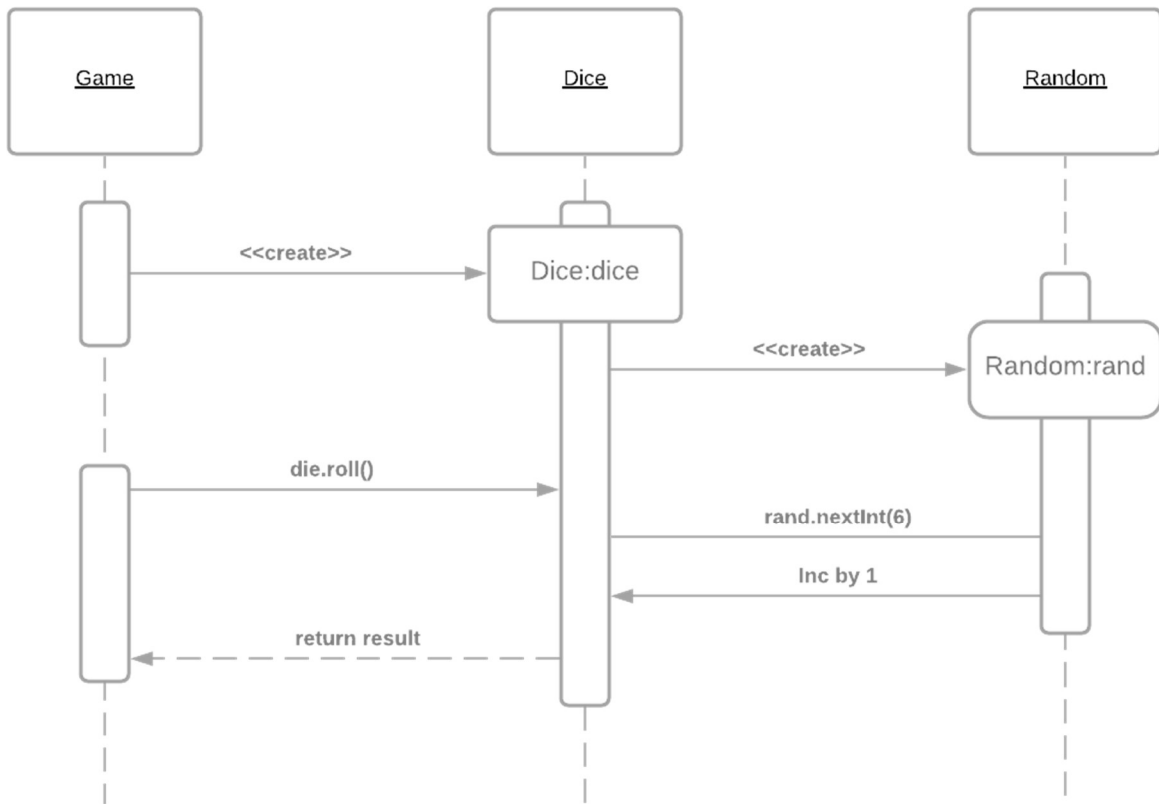 Game
Dice
Random
<<create>>
Dice:dice
<<create>>
Random:rand
die.roll()
rand.nextInt(6)
Inc by 1
return result